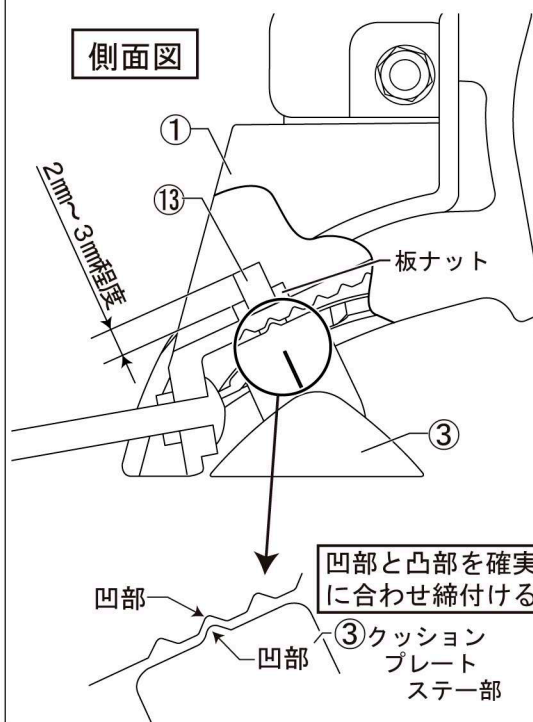 側面図
①
⑬
2㎜～3㎜程度
板ナット
③
凹部と凸部を確実
に合わせ締付ける
凹部
凹部
③クッション
プレート
ステー部